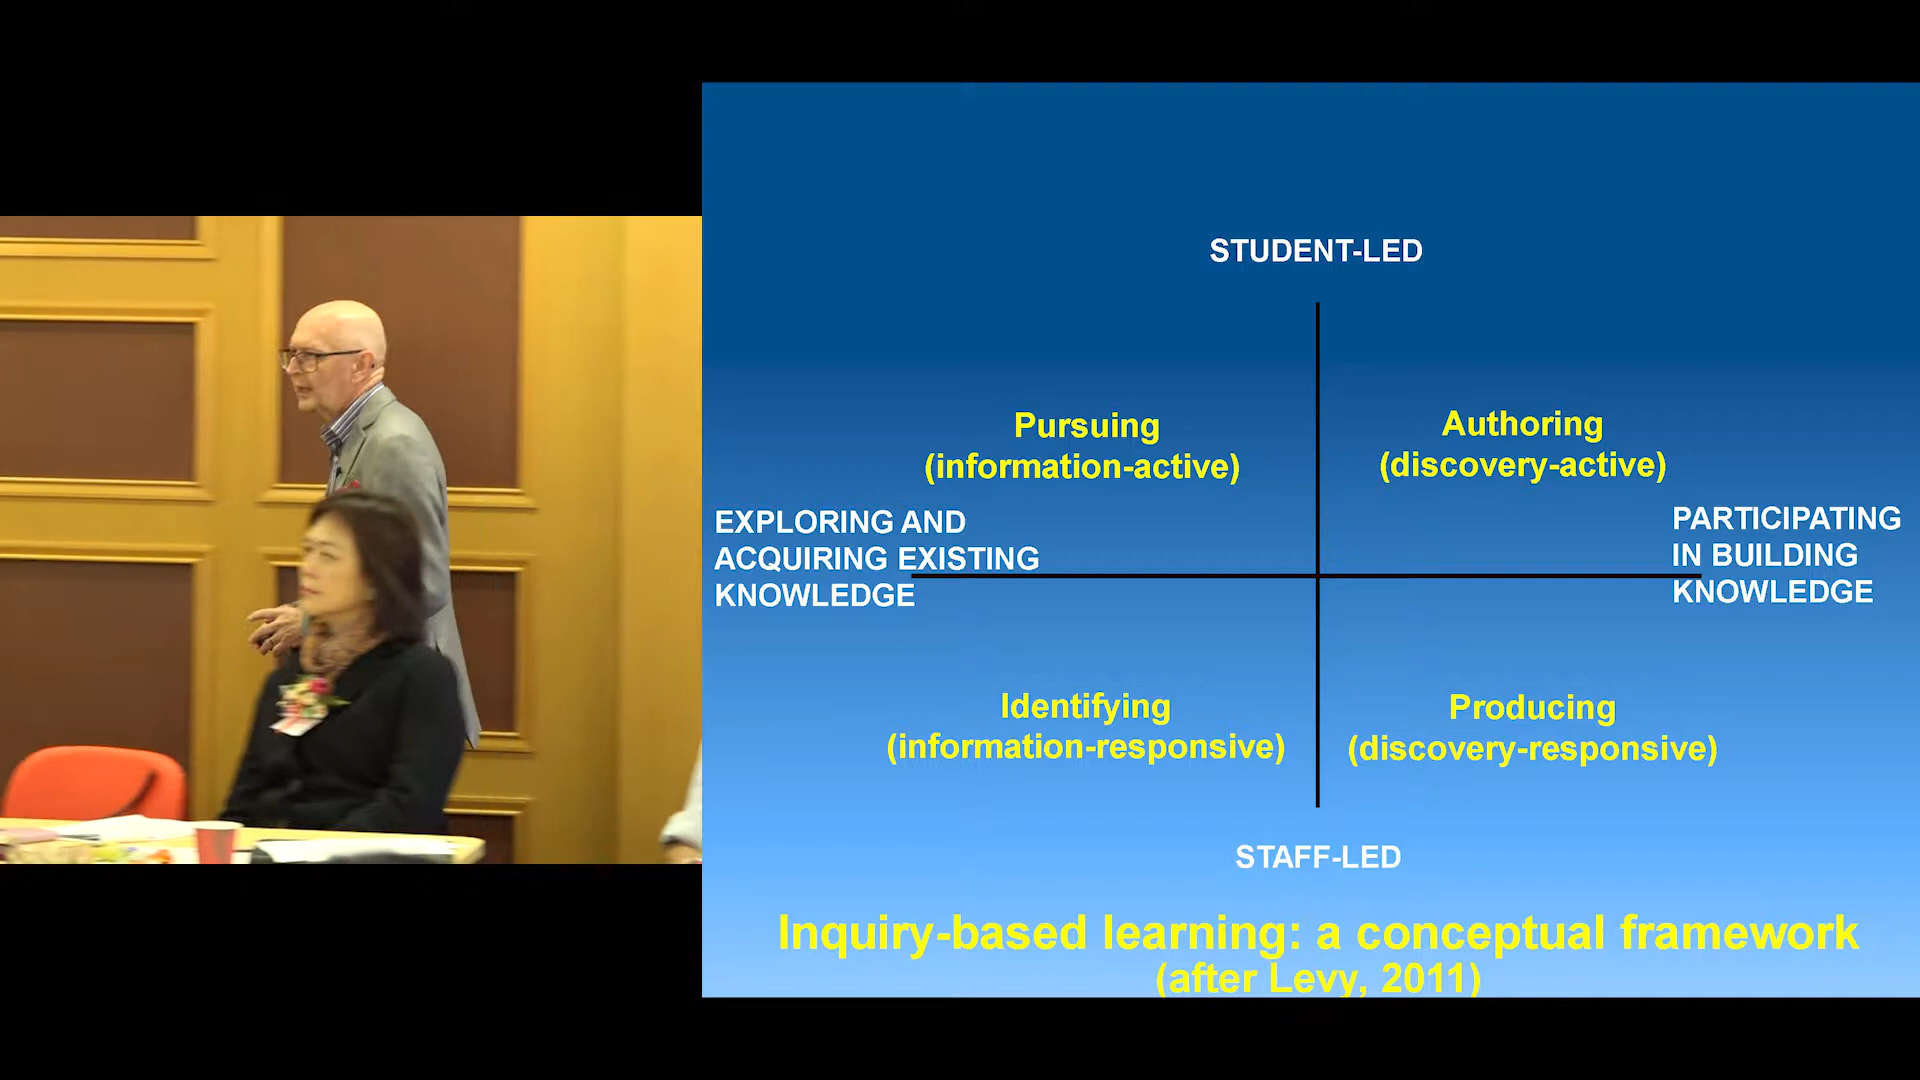 STUDENT-LED
Pursuing
(information-active)
Authoring
(discovery-active)
EXPLORING AND
ACQUIRING EXISTING
KNOWLEDGE
PARTICIPATING
IN BUILDING
KNOWLEDGE
Identifying
(information-responsive)
Producing
(discovery-responsive)
STAFF-LED
Inquiry-based learning: a conceptual framework
(after Levy, 2011)